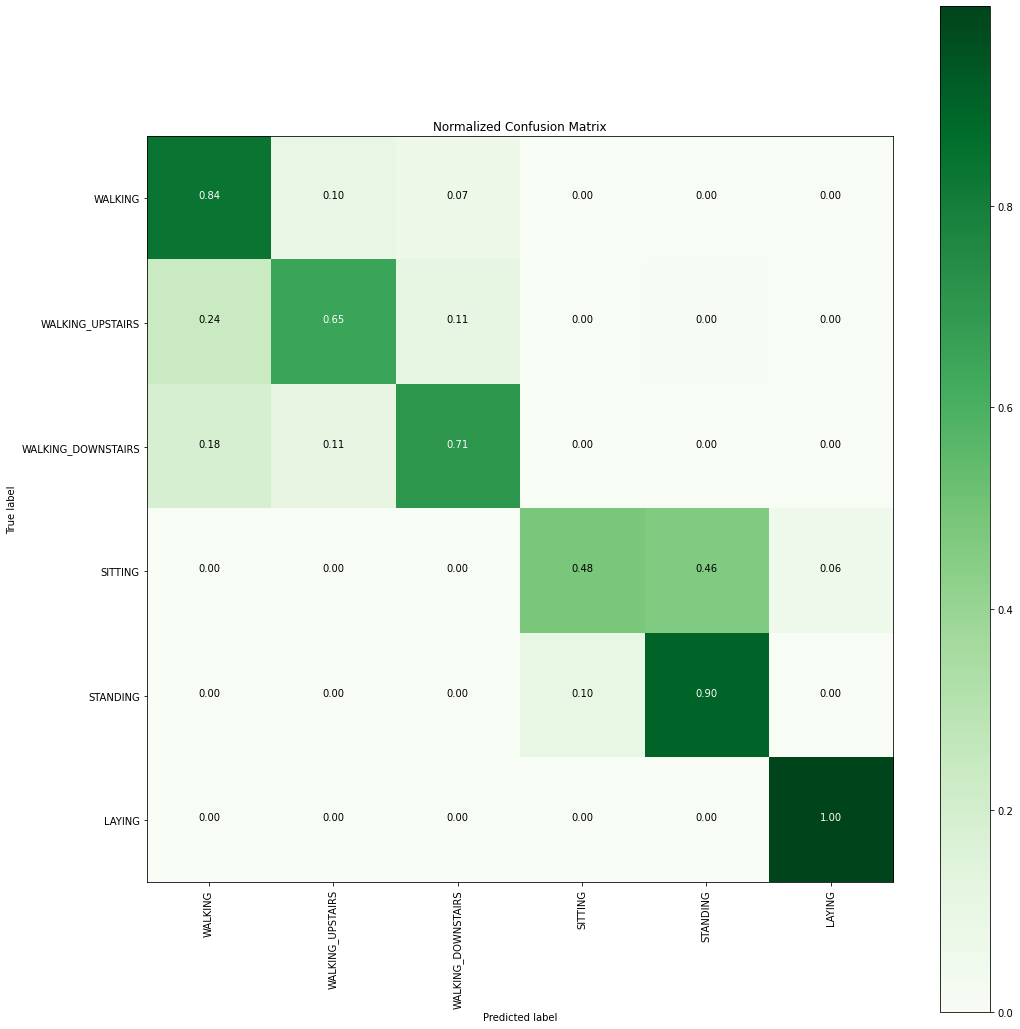 Normalized Confusion Matrix
True label
WALKING 0.84 0.10 0.07 0.00 0.00 0.00
WALKING_UPSTAIRS 0.24 0.65 0.11 0.00 0.00 0.00
WALKING_DOWNSTAIRS 0.18 0.11 0.71 0.00 0.00 0.00
SITTING 0.00 0.00 0.00 0.48 0.46 0.06
STANDING 0.00 0.00 0.00 0.10 0.90 0.00
LAYING 0.00 0.00 0.00 0.00 0.00 1.00
WALKING
WALKING_UPSTAIRS
WALKING_DOWNSTAIRS
SITTING
STANDING
LAYING
Predicted label
0.8
0.6
0.4
0.2
0.0